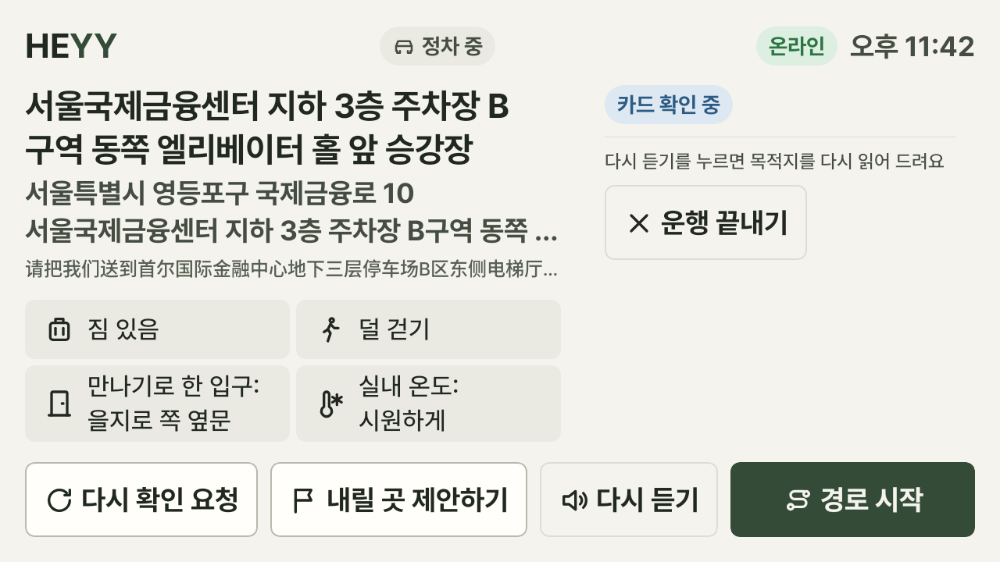 HEYY
정차 중
온라인
오후 11:42
서울국제금융센터 지하 3층 주차장 B
구역 동쪽 엘리베이터 홀 앞 승강장
서울특별시 영등포구 국제금융로 10
서울국제금융센터 지하 3층 주차장 B구역 동쪽 ...
请把我们送到首尔国际金融中心地下三层停车场B区东侧电梯厅...
카드 확인 중
다시 듣기를 누르면 목적지를 다시 읽어 드려요
운행 끝내기
짐 있음
덜 걷기
만나기로 한 입구:
을지로 쪽 옆문
실내 온도:
시원하게
다시 확인 요청
내릴 곳 제안하기
다시 듣기
경로 시작